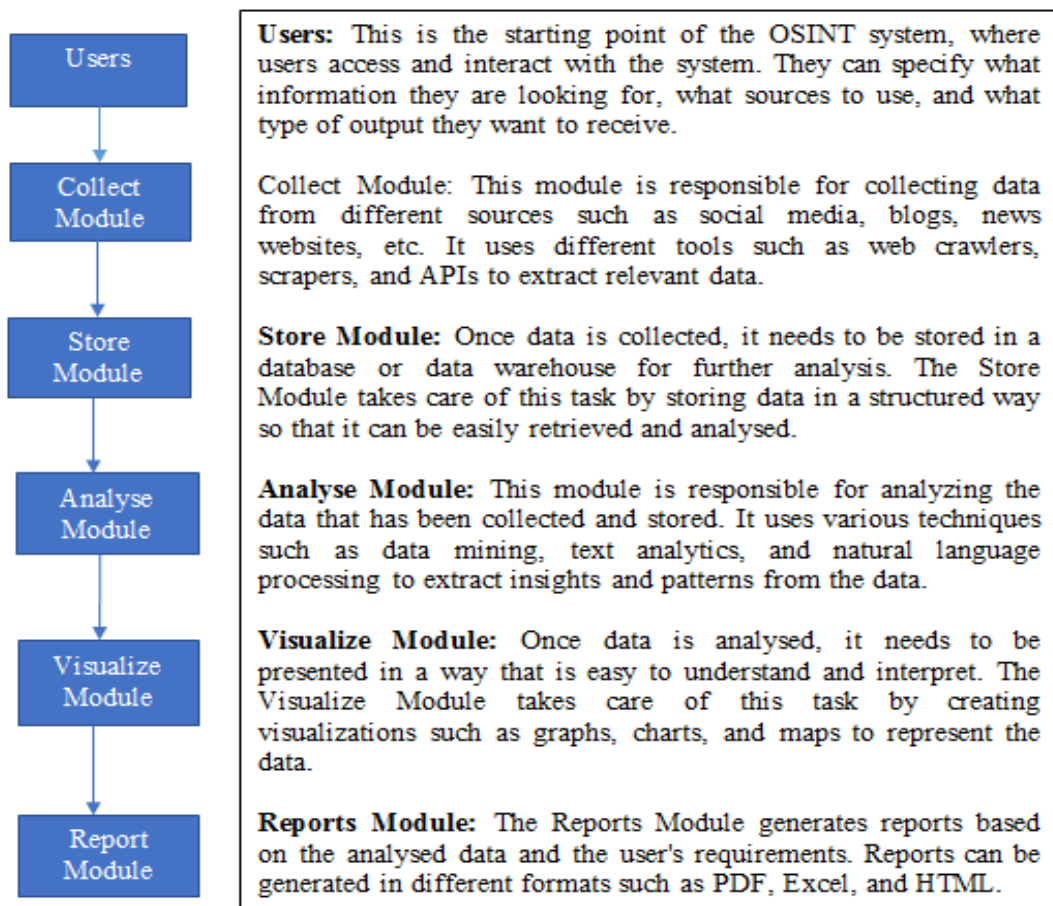 Users
Collect
Module
Store
Module
Analyse
Module
Visualize
Module
Report
Module
Users: This is the starting point of the OSINT system, where
users access and interact with the system. They can specify what
information they are looking for, what sources to use, and what
type of output they want to receive.
Collect Module: This module is responsible for collecting data
from different sources such as social media, blogs, news
websites, etc. It uses different tools such as web crawlers,
scrapers, and APIs to extract relevant data.
Store Module: Once data is collected, it needs to be stored in a
database or data warehouse for further analysis. The Store
Module takes care of this task by storing data in a structured way
so that it can be easily retrieved and analysed.
Analyse Module: This module is responsible for analyzing the
data that has been collected and stored. It uses various techniques
such as data mining, text analytics, and natural language
processing to extract insights and patterns from the data.
Visualize Module: Once data is analysed, it needs to be
presented in a way that is easy to understand and interpret. The
Visualize Module takes care of this task by creating
visualizations such as graphs, charts, and maps to represent the
data.
Reports Module: The Reports Module generates reports based
on the analysed data and the user's requirements. Reports can be
generated in different formats such as PDF, Excel, and HTML.